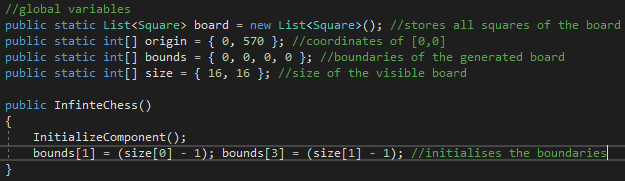 //global variables
public static List<Square> board = new List<Square>(); //stores all squares of the board
public static int[] origin = { 0, 570 }; //coordinates of [0,0]
public static int[] bounds = { 0, 0, 0, 0 }; //boundaries of the generated board
public static int[] size = { 16, 16 }; //size of the visible board
public InfinteChess()
{
InitializeComponent();
bounds[1] = (size[0] - 1); bounds[3] = (size[1] - 1); //initialises the boundaries
}